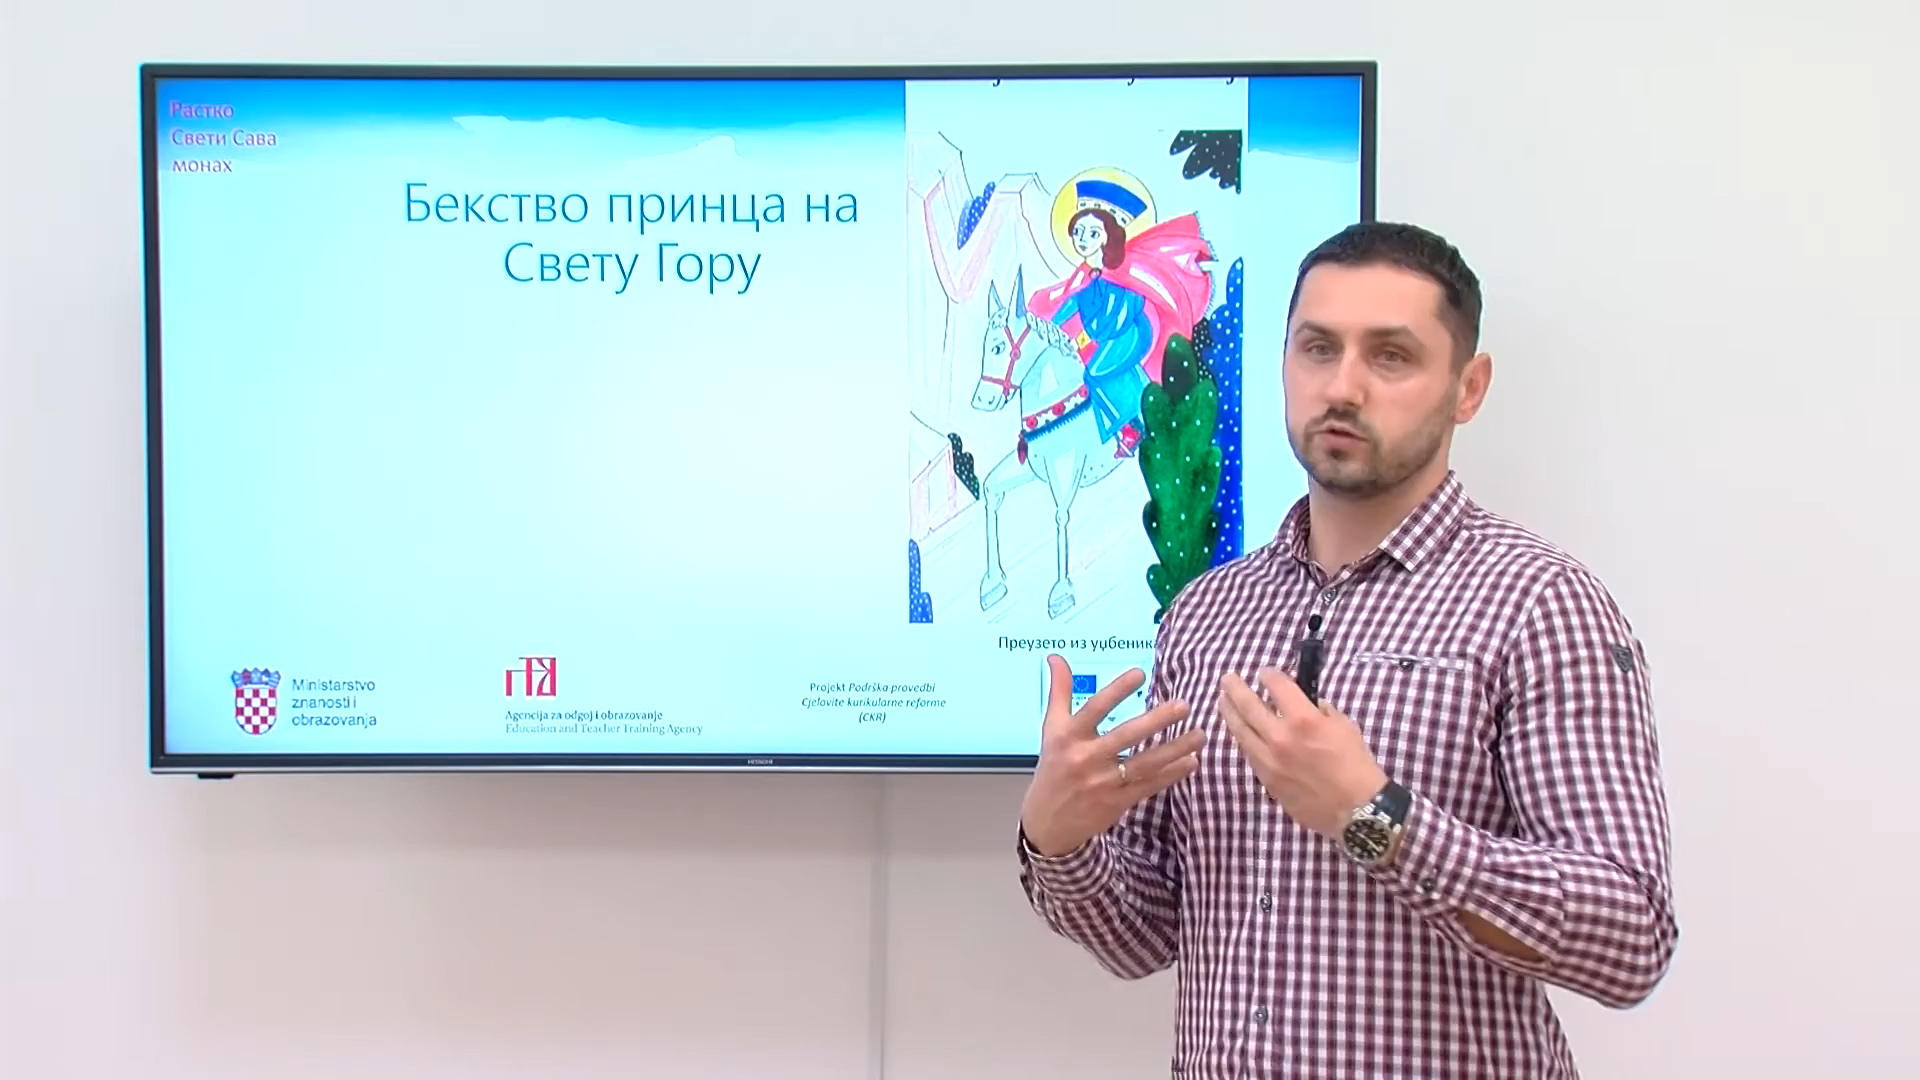 Растко
Свети Сава
монах
Бекство принца на
Свету Гору
Преузето из уџбеника
Ministarstvo
znanosti i
obrazovanja
Agencija za odgoj i obrazovanje
Education and Teacher Training Agency
Projekt Podrška provedbi
Cjelovite kurikularne reforme
(CKR)
HITACHI